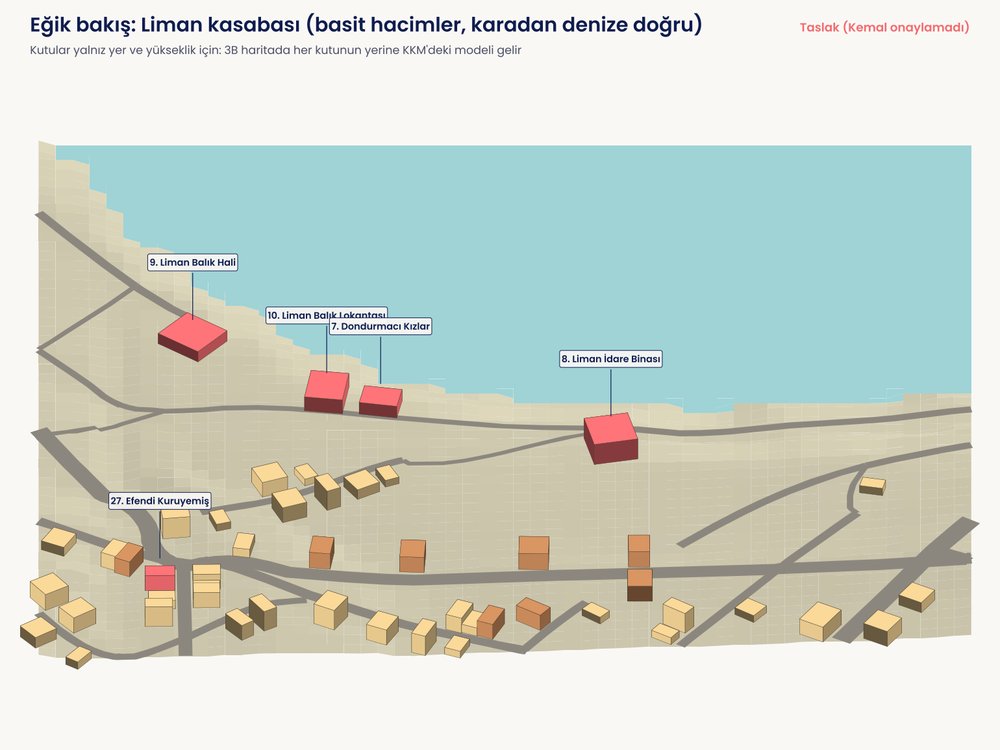 Eğik bakış: Liman kasabası (basit hacimler, karadan denize doğru)
Taslak (Kemal onaylamadı)
Kutular yalnız yer ve yükseklik için: 3B haritada her kutunun yerine KKM'deki modeli gelir
9. Liman Balık Hali
10. Liman Balık Lokantası
7. Dondurmacı Kızlar
8. Liman İdare Binası
27. Efendi Kuruyemiş